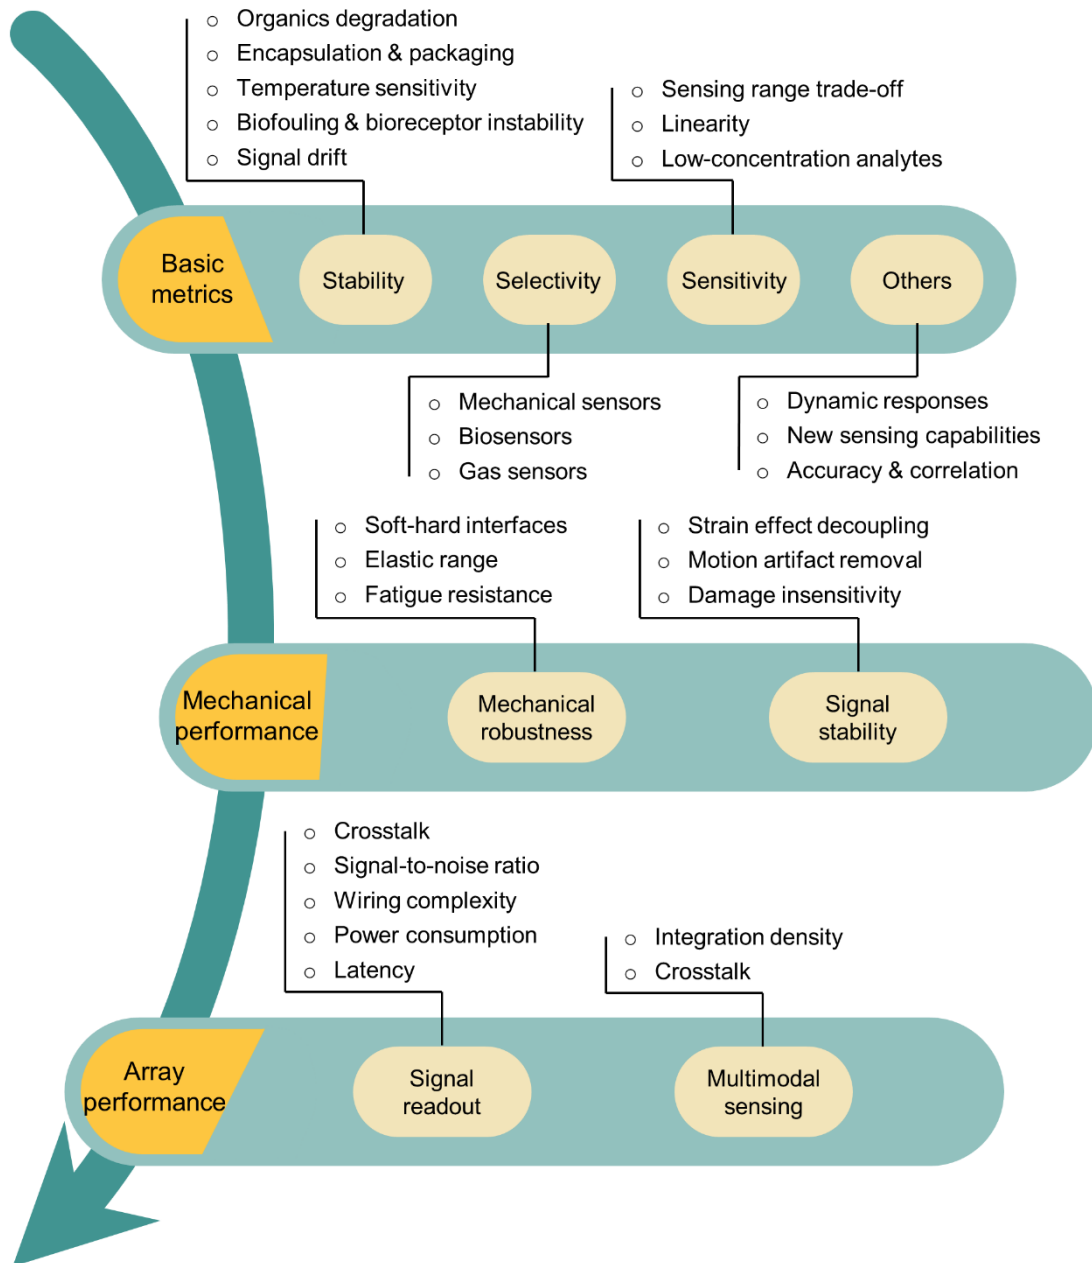 ○ Organics degradation
○ Encapsulation & packaging
○ Temperature sensitivity
○ Biofouling & bioreceptor instability
○ Signal drift
○ Sensing range trade-off
○ Linearity
○ Low-concentration analytes
Basic
metrics
Stability
Selectivity
Sensitivity
Others
○ Mechanical sensors
○ Biosensors
○ Gas sensors
○ Dynamic responses
○ New sensing capabilities
○ Accuracy & correlation
○ Soft-hard interfaces
○ Elastic range
○ Fatigue resistance
○ Strain effect decoupling
○ Motion artifact removal
○ Damage insensitivity
Mechanical
performance
Mechanical
robustness
Signal
stability
○ Crosstalk
○ Signal-to-noise ratio
○ Wiring complexity
○ Power consumption
○ Latency
○ Integration density
○ Crosstalk
Array
performance
Signal
readout
Multimodal
sensing